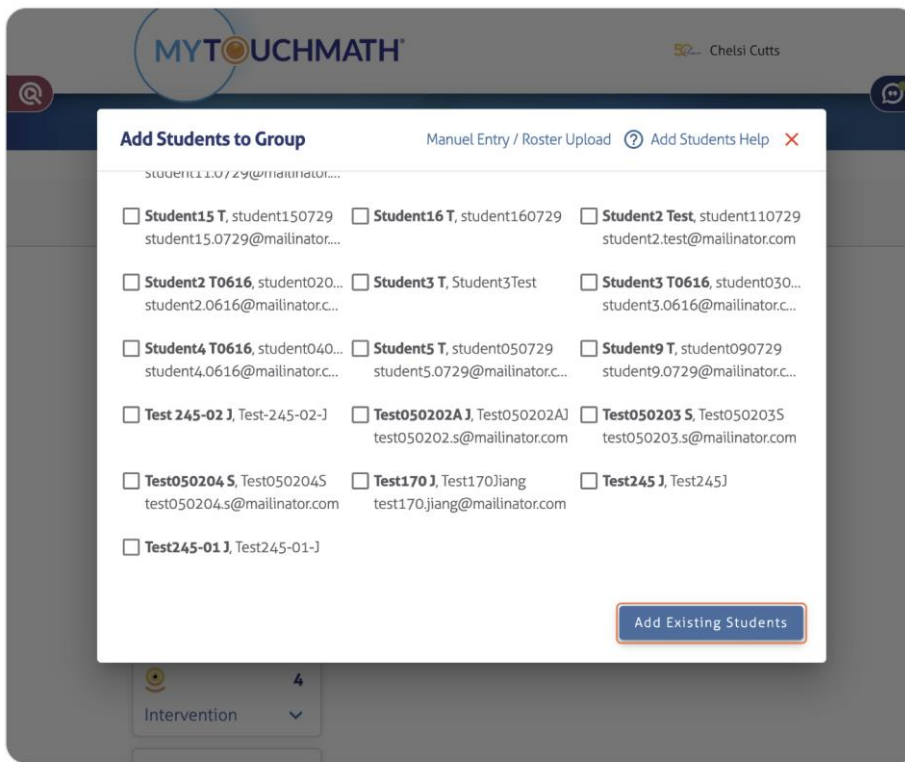 MYTOUCHMATH®
Chelsi Cutts
Add Students to Group
Manuel Entry / Roster Upload ? Add Students Help
student11.0729@mailinator....
Student15 T, student150729 Student16 T, student160729 Student2 Test, student110729
student15.0729@mailinator.... student2.test@mailinator.com
Student2 T0616, student020... Student3 T, Student3Test Student3 T0616, student030...
student2.0616@mailinator.c... student3.0616@mailinator.c...
Student4 T0616, student040... Student5 T, student050729 Student9 T, student090729
student4.0616@mailinator.c... student5.0729@mailinator.c... student9.0729@mailinator.c...
Test 245-02 J, Test-245-02-J Test050202A J, Test050202AJ Test050203 S, Test050203S
test050202.s@mailinator.com test050203.s@mailinator.com
Test050204 S, Test050204S Test170 J, Test170Jiang Test245 J, Test245J
test050204.s@mailinator.com test170.jiang@mailinator.com
Test245-01 J, Test245-01-J
Add Existing Students
4
Intervention